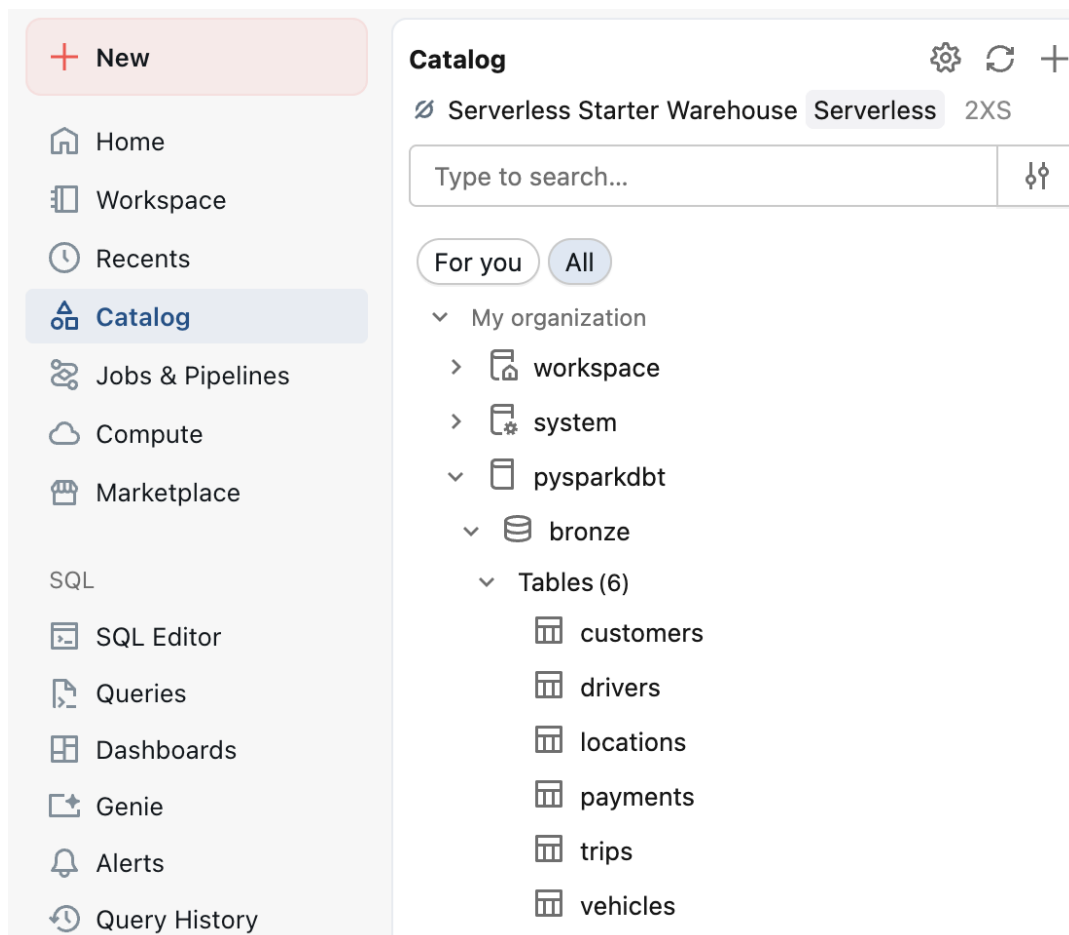 New
Home
Workspace
Recents
Catalog
Jobs & Pipelines
Compute
Marketplace
SQL
SQL Editor
Queries
Dashboards
Genie
Alerts
Query History
Catalog
Serverless Starter Warehouse Serverless 2XS
Type to search...
For you All
My organization
workspace
system
pysparkdbt
bronze
Tables (6)
customers
drivers
locations
payments
trips
vehicles